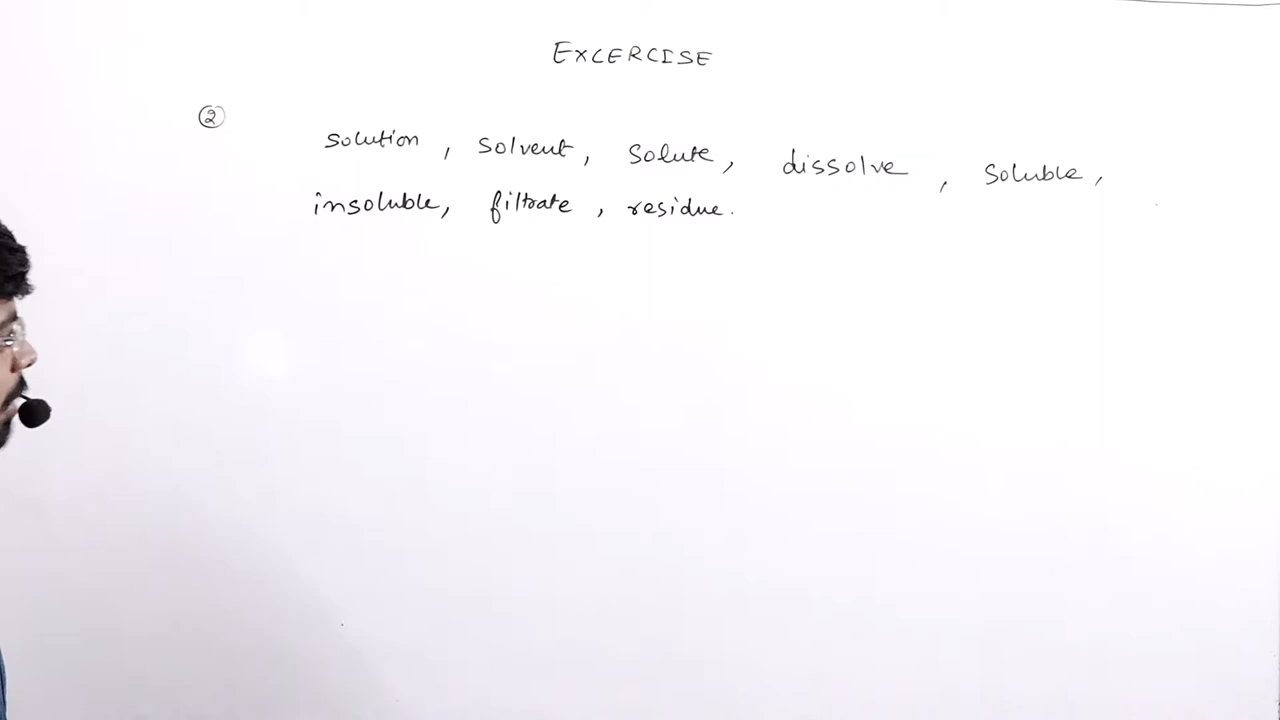 EXCERCISE
② solution, solvent, solute, dissolve, soluble,
insoluble, filtrate, residue.